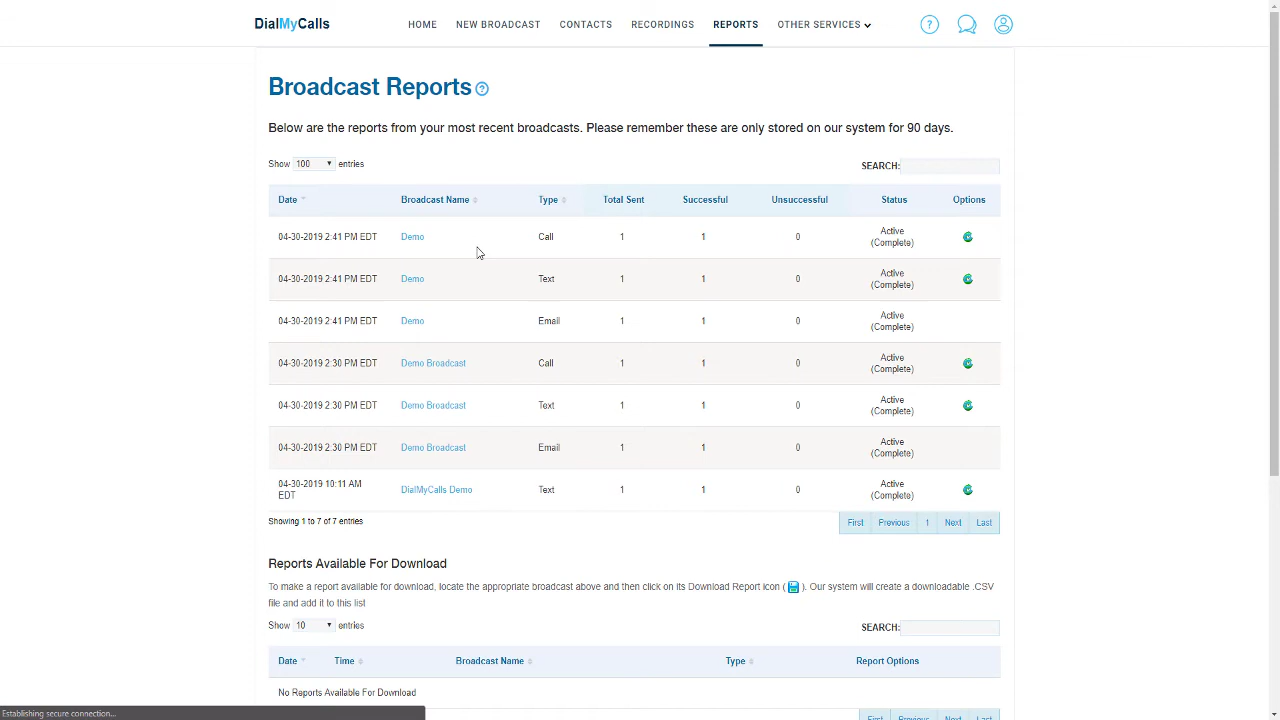 DialMyCalls
HOME NEW BROADCAST CONTACTS RECORDINGS REPORTS OTHER SERVICES
Broadcast Reports
Below are the reports from your most recent broadcasts. Please remember these are only stored on our system for 90 days.
Show 100 entries SEARCH:
Date Broadcast Name Type Total Sent Successful Unsuccessful Status Options
04-30-2019 2:41 PM EDT Demo Call 1 1 0 Active (Complete)
04-30-2019 2:41 PM EDT Demo Text 1 1 0 Active (Complete)
04-30-2019 2:41 PM EDT Demo Email 1 1 0 Active (Complete)
04-30-2019 2:30 PM EDT Demo Broadcast Call 1 1 0 Active (Complete)
04-30-2019 2:30 PM EDT Demo Broadcast Text 1 1 0 Active (Complete)
04-30-2019 2:30 PM EDT Demo Broadcast Email 1 1 0 Active (Complete)
04-30-2019 10:11 AM EDT DialMyCalls Demo Text 1 1 0 Active (Complete)
Showing 1 to 7 of 7 entries First Previous 1 Next Last
Reports Available For Download
To make a report available for download, locate the appropriate broadcast above and then click on its Download Report icon ( ). Our system will create a downloadable .CSV
file and add it to this list
Show 10 entries SEARCH:
Date Time Broadcast Name Type Report Options
No Reports Available For Download
First Previous Next Last
Establishing secure connection...